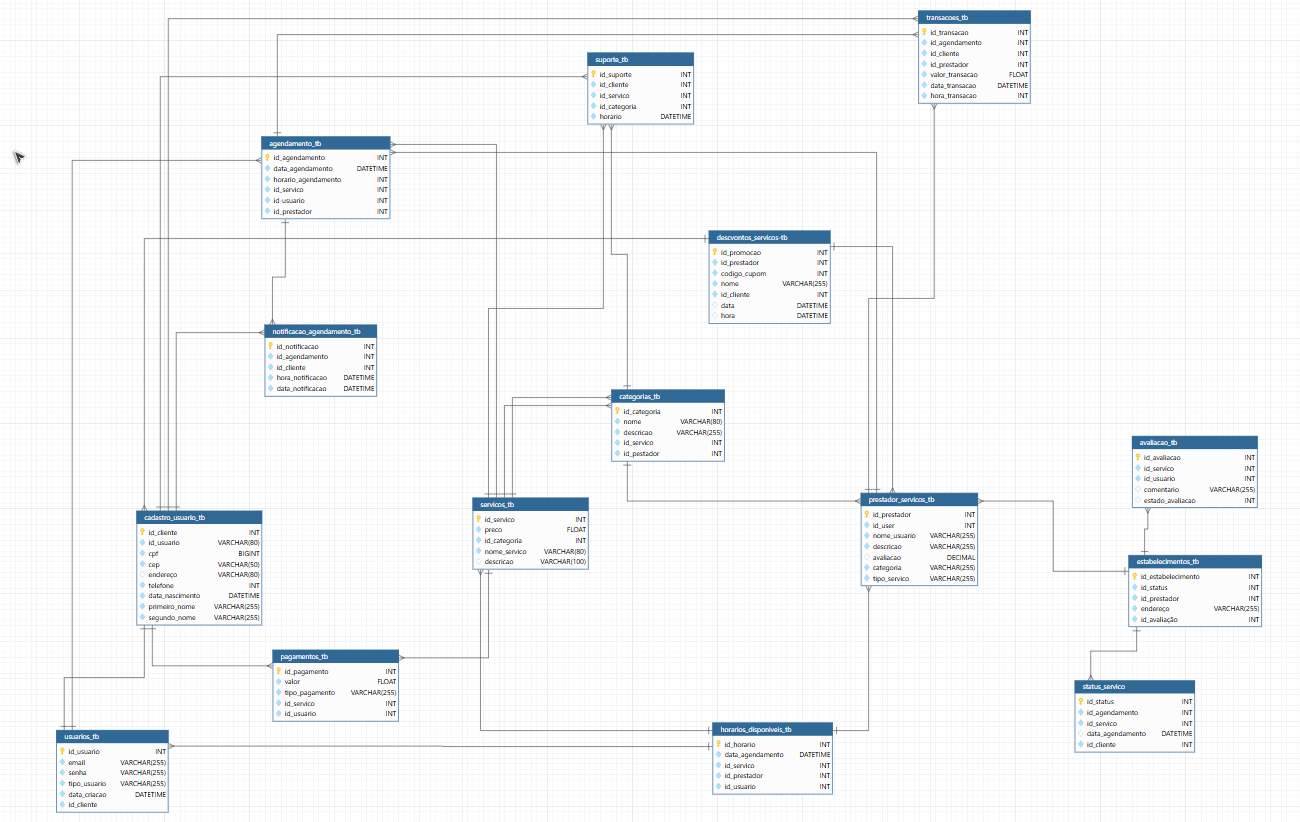 transacoes_tb
id_transacao INT
id_agendamento INT
id_cliente INT
id_prestador INT
valor_transacao FLOAT
data_transacao DATETIME
hora_transacao INT
suporte_tb
id_suporte INT
id_cliente INT
id_servico INT
id_categoria INT
horario DATETIME
agendamento_tb
id_agendamento INT
data_agendamento DATETIME
horario_agendamento INT
id_servico INT
id-usuario INT
id_prestador INT
descvontos_servicos-tb
id_promocao INT
id_prestador INT
codigo_cupom INT
nome VARCHAR(255)
id_cliente INT
data DATETIME
hora DATETIME
notificacao_agendamento_tb
id_notificacao INT
id_agendamento INT
id_cliente INT
hora_notificacao DATETIME
data_notificacao DATETIME
categorias_tb
id_categoria INT
nome VARCHAR(80)
descricao VARCHAR(255)
id_servico INT
id_pestador INT
avaliacao_tb
id_avaliacao INT
id_servico INT
id_usuario INT
comentario VARCHAR(255)
estado_avaliacao INT
servicos_tb
id_servico INT
preco FLOAT
id_categoria INT
nome_servico VARCHAR(80)
descricao VARCHAR(100)
prestador_servicos_tb
id_prestador INT
id_user INT
nome_usuario VARCHAR(255)
descricao VARCHAR(255)
avaliacao DECIMAL
categoria VARCHAR(255)
tipo_servico VARCHAR(255)
cadastro_usuario_tb
id_cliente INT
id_usuario VARCHAR(80)
cpf BIGINT
cep VARCHAR(50)
endereço VARCHAR(80)
telefone INT
data_nascimento DATETIME
primeiro_nome VARCHAR(255)
segundo_nome VARCHAR(255)
estabelecimentos_tb
id_estabelecimento INT
id_status INT
id_prestador INT
endereço VARCHAR(255)
id_avaliação INT
pagamentos_tb
id_pagamento INT
valor FLOAT
tipo_pagamento VARCHAR(255)
id_servico INT
id_usuario INT
status_servico
id_status INT
id_agendamento INT
id_servico INT
data_agendamento DATETIME
id_cliente INT
horarios_disponiveis_tb
id_horario INT
data_agendamento DATETIME
id_servico INT
id_prestador INT
id_usuario INT
usuarios_tb
id_usuario INT
email VARCHAR(255)
senha VARCHAR(255)
tipo_usuario VARCHAR(255)
data_criacao DATETIME
id_cliente